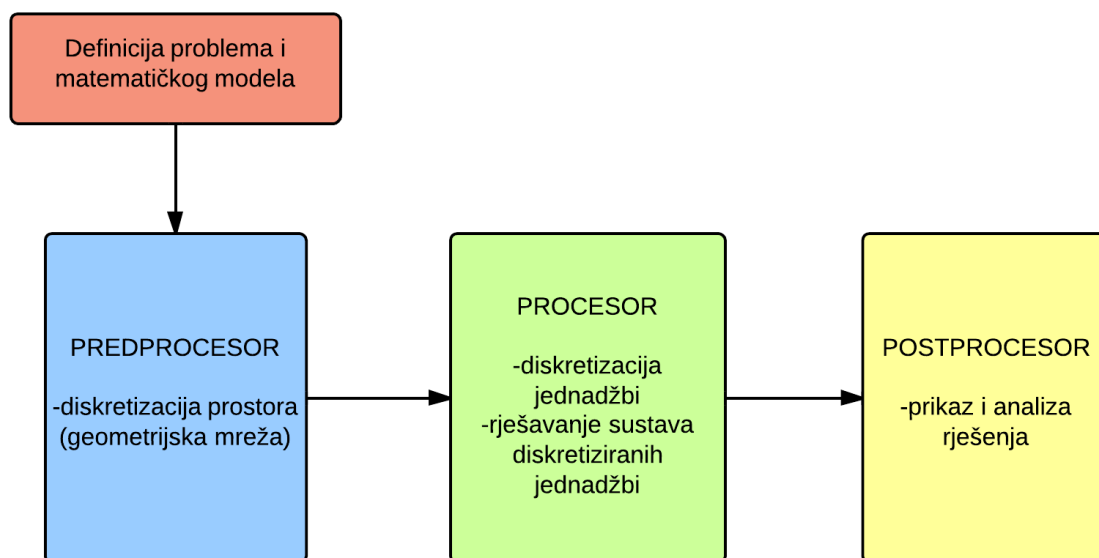 Definicija problema i
matematičkog modela
PREDPROCESOR
-diskretizacija prostora
(geometrijska mreža)
PROCESOR
-diskretizacija
jednadžbi
-rješavanje sustava
diskretiziranih
jednadžbi
POSTPROCESOR
-prikaz i analiza
rješenja